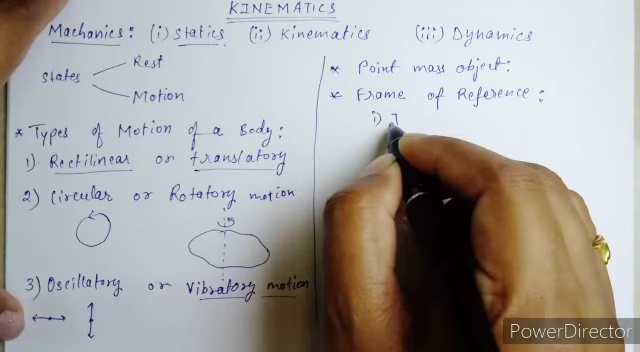 KINEMATICS
Mechanics: (i) Statics (ii) Kinematics (iii) Dynamics
States
Rest
Motion
* Types of Motion of a Body:
1) Rectilinear or translatory
2) Circular or Rotatory motion
3) Oscillatory or vibratory motion
* Point mass object:
* Frame of Reference:
i) I
PowerDirector